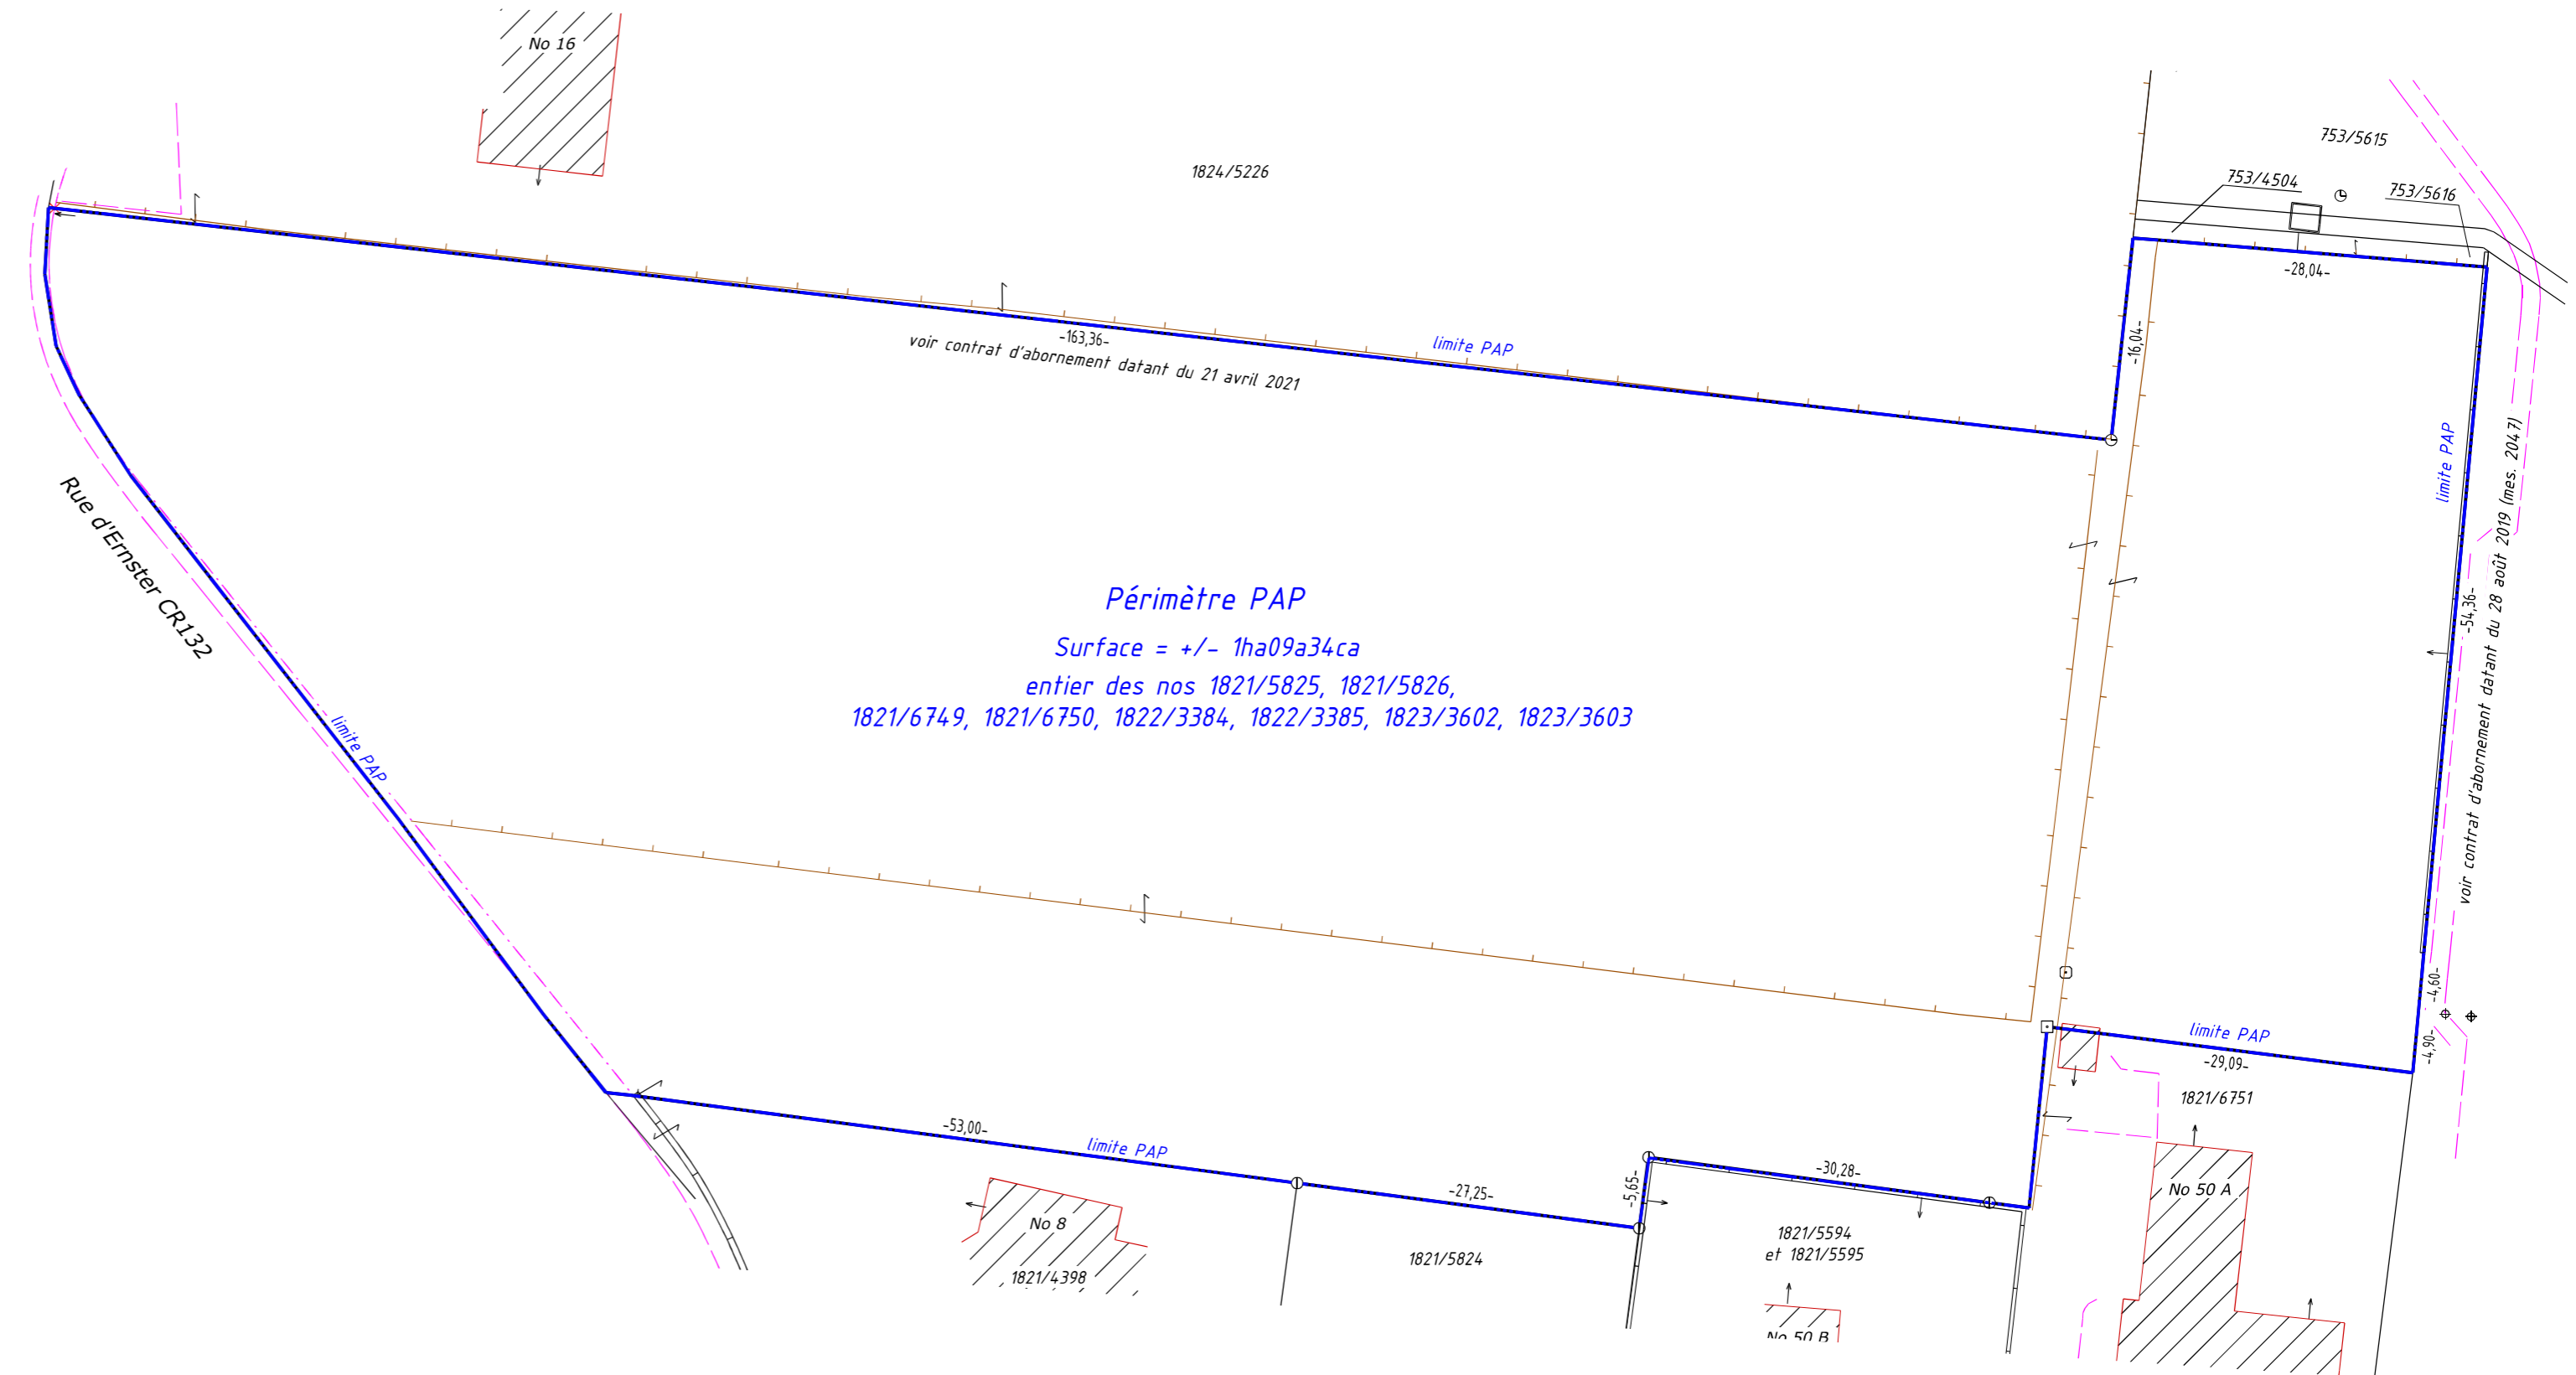 No 16
753/5615
1824/5226
753/4504
753/5616
-28,04-
-16,04-
-163,36-
limite PAP
voir contrat d'abornement datant du 21 avril 2021
limite PAP
voir contrat d'abornement datant du 28 août 2019 (mes. 2047)
-54,36-
Rue d'Ernster CR132
Périmètre PAP
Surface = +/- 1ha09a34ca
entier des nos 1821/5825, 1821/5826,
1821/6749, 1821/6750, 1822/3384, 1822/3385, 1823/3602, 1823/3603
limite PAP
-4,60-
-4,90-
limite PAP
-29,09-
1821/6751
-53,00-
limite PAP
-27,25-
-5,65-
-30,28-
No 50 A
No 8
1821/4398
1821/5824
1821/5594
et 1821/5595
No 50 B